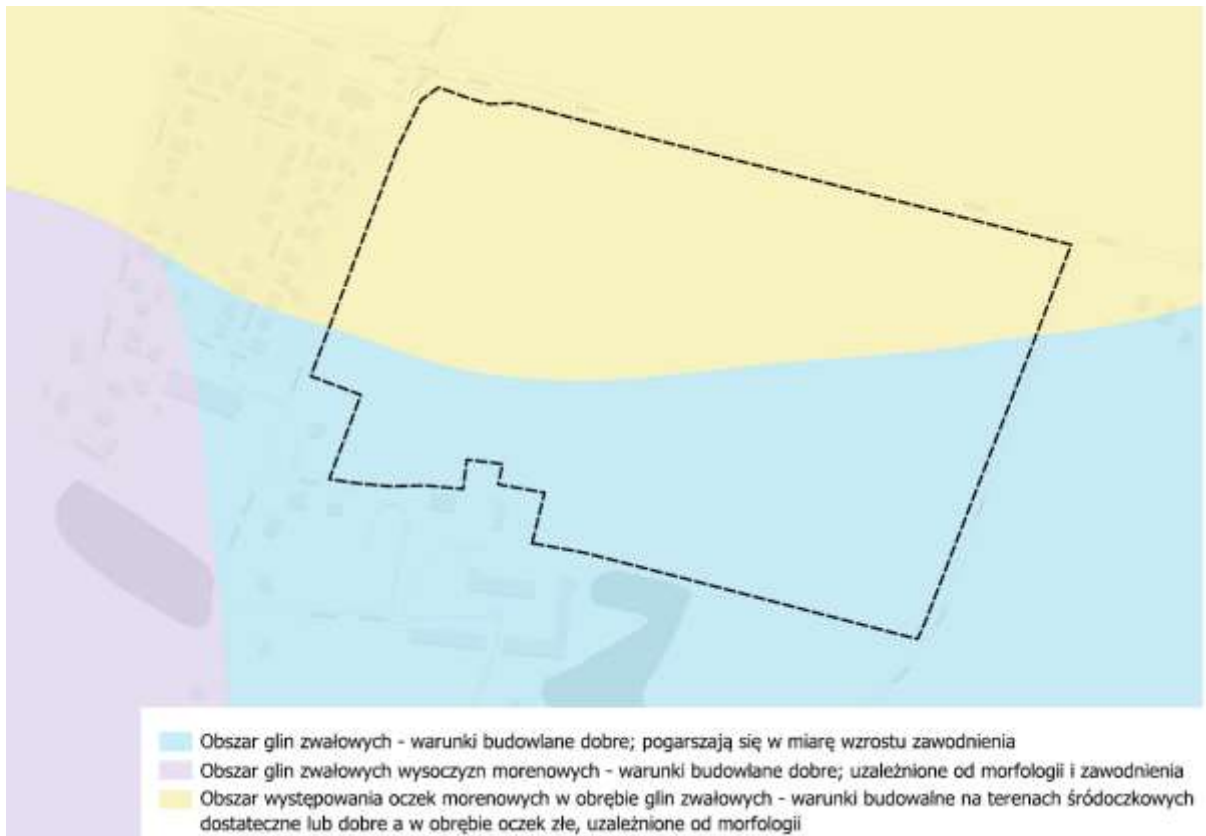 Obszar glin zwałowych - warunki budowlane dobre; pogarszają się w miarę wzrostu zawodnienia
Obszar glin zwałowych wysoczyzn morenowych - warunki budowlane dobre; uzależnione od morfologii i zawodnienia
Obszar występowania oczek morenowych w obrębie glin zwałowych - warunki budowalne na terenach śródoczkowych
dostateczne lub dobre a w obrębie oczek złe, uzależnione od morfologii